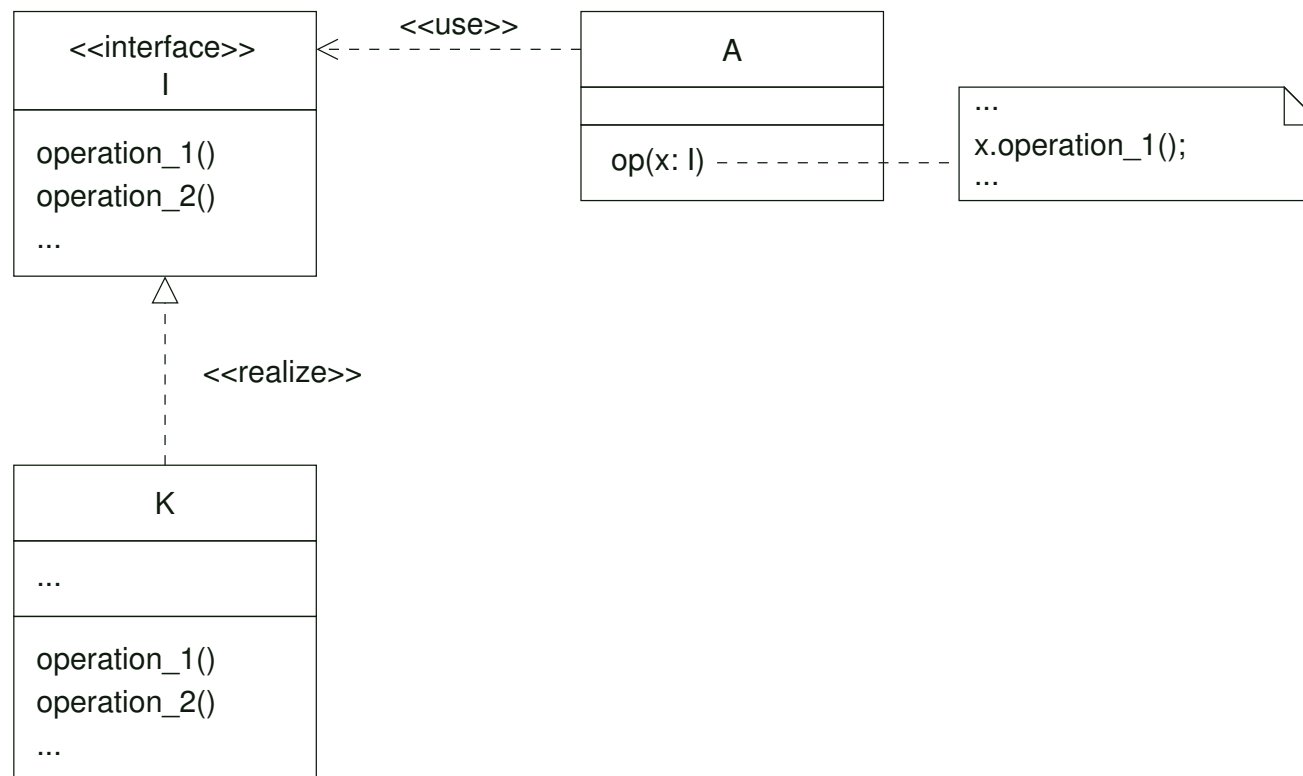 <<interface>>
I
operation_1()
operation_2()
...
<<use>>
A
op(x: I)
...
x.operation_1();
...
<<realize>>
K
...
operation_1()
operation_2()
...